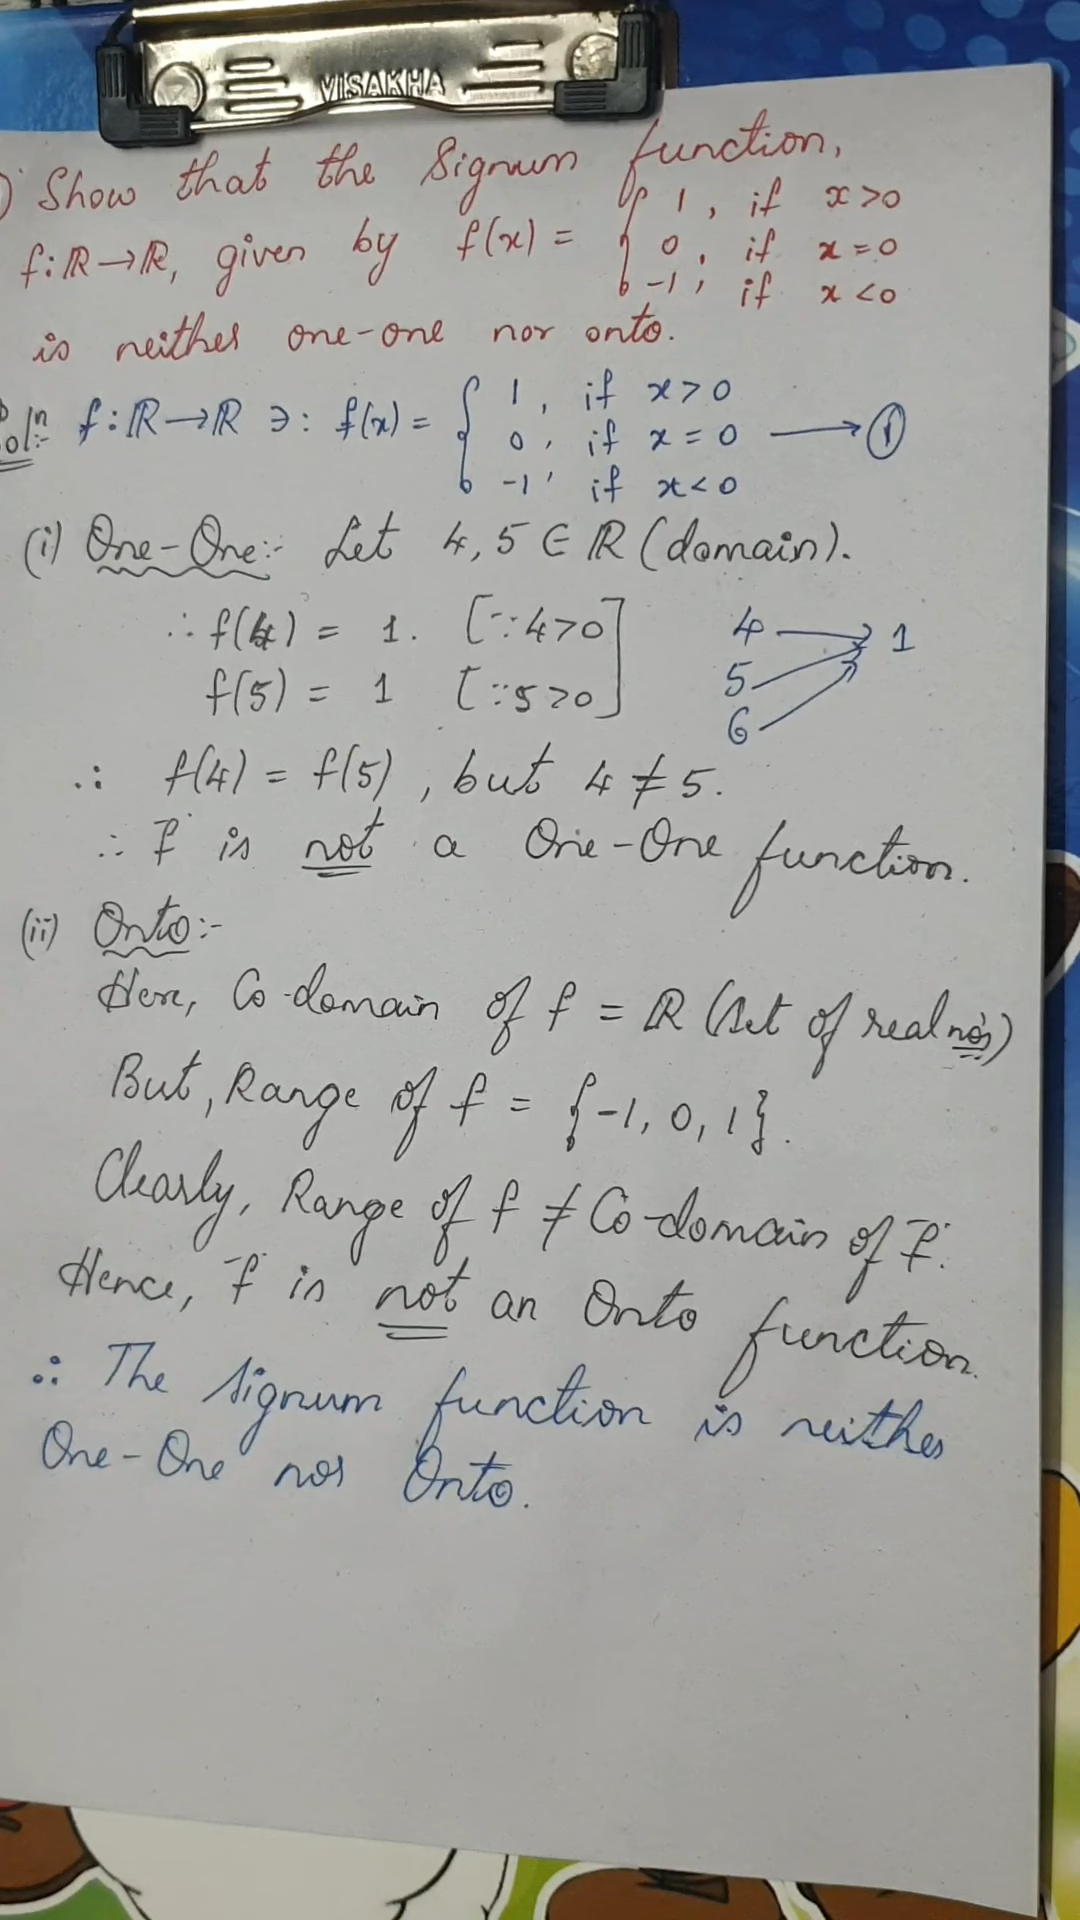 VISAKHA
) Show that the Signum function,
f:ℝ→ℝ, given by f(x) = { 1, if x>0
0, if x=0
-1, if x<0
is neither one-one nor onto.
Soln:- f:ℝ→ℝ ∋: f(x) = { 1, if x>0
0, if x=0 → ①
-1, if x<0
(i) One-One:- Let 4,5 ∈ ℝ (domain).
∴ f(4) = 1. [∵ 4>0] 4 → 1
f(5) = 1 [∵ 5>0] 5
6
∴ f(4) = f(5), but 4 ≠ 5.
∴ f is not a One-One function.
(ii) Onto:-
Here, Co-domain of f = ℝ (set of real no's)
But, Range of f = {-1, 0, 1}.
Clearly, Range of f ≠ Co-domain of f.
Hence, f is not an Onto function.
∴ The signum function is neither
One-One nor Onto.